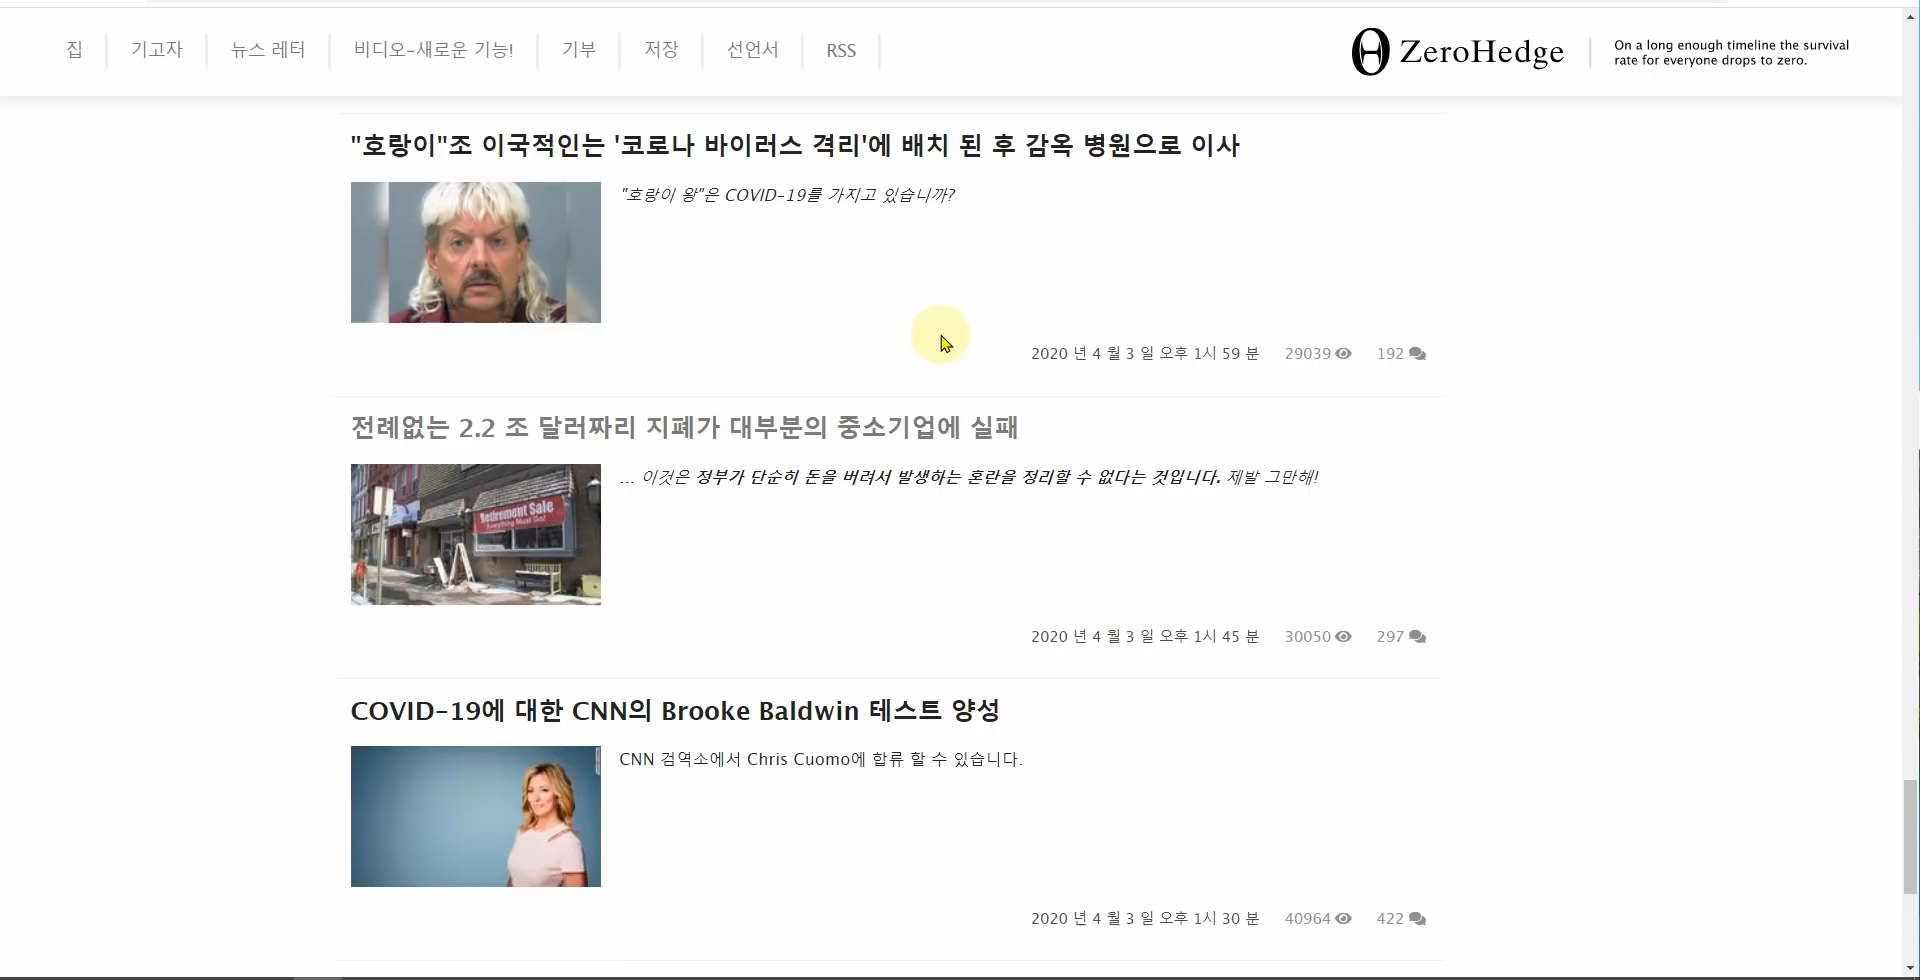 집 기고자 뉴스 레터 비디오-새로운 기능! 기부 저장 선언서 RSS
ZeroHedge
On a long enough timeline the survival
rate for everyone drops to zero.
"호랑이"조 이국적인는 '코로나 바이러스 격리'에 배치 된 후 감옥 병원으로 이사
"호랑이 왕"은 COVID-19를 가지고 있습니까?
2020 년 4 월 3 일 오후 1시 59 분 29039 192
전례없는 2.2 조 달러짜리 지폐가 대부분의 중소기업에 실패
... 이것은 정부가 단순히 돈을 버려서 발생하는 혼란을 정리할 수 없다는 것입니다. 제발 그만해!
Retirement Sale
Everything Must Go!
2020 년 4 월 3 일 오후 1시 45 분 30050 297
COVID-19에 대한 CNN의 Brooke Baldwin 테스트 양성
CNN 검역소에서 Chris Cuomo에 합류 할 수 있습니다.
2020 년 4 월 3 일 오후 1시 30 분 40964 422